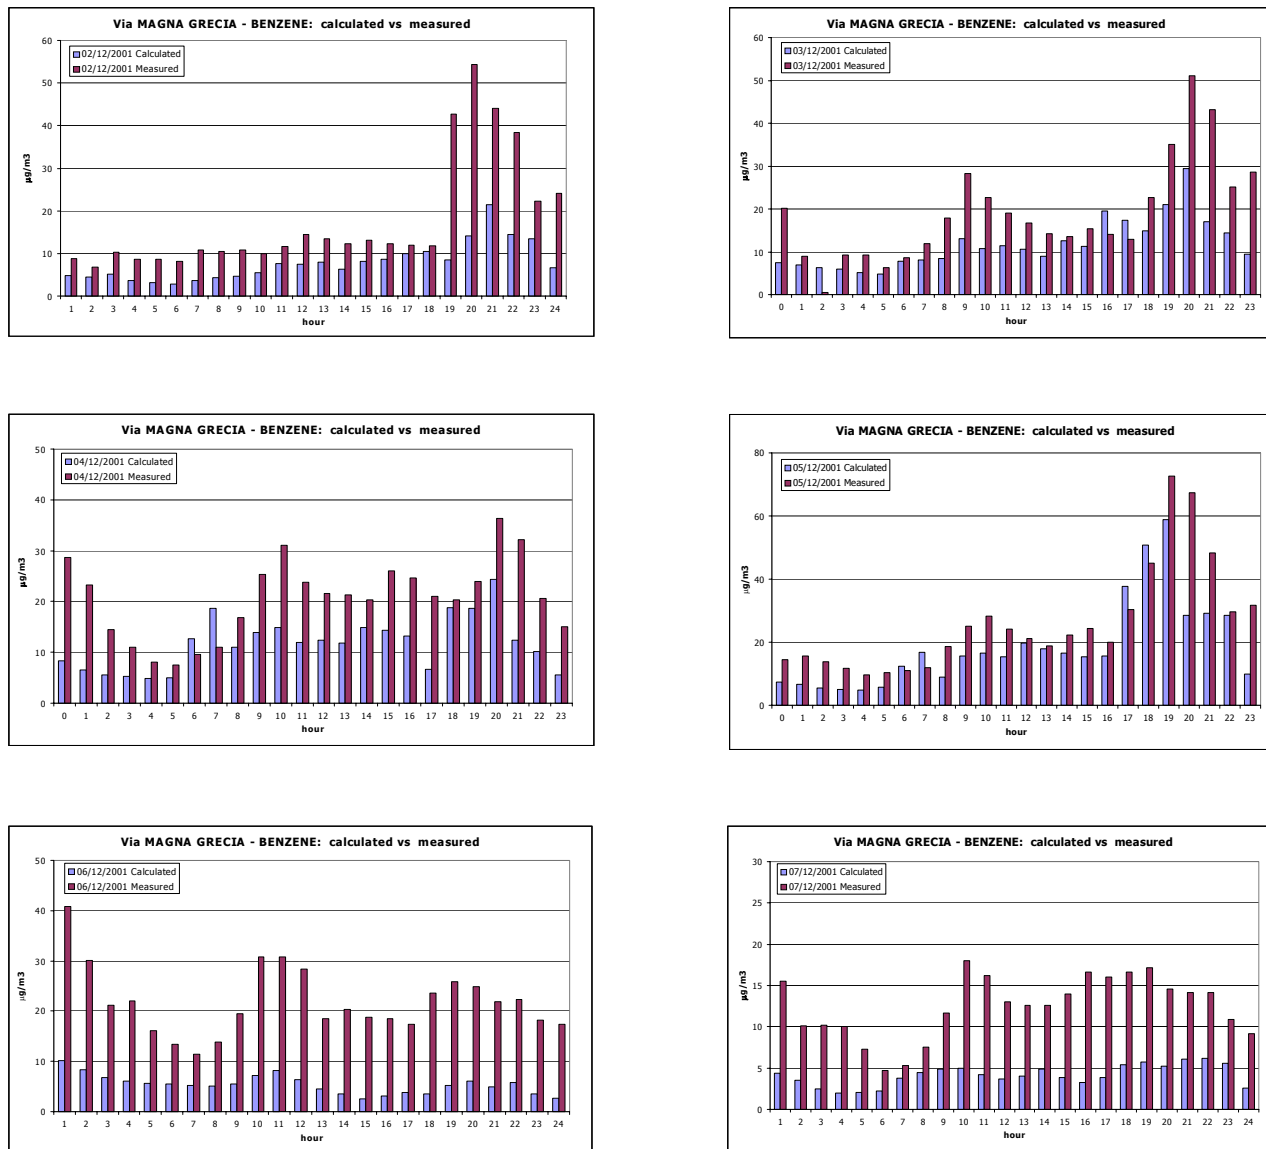 Via MAGNA GRECIA - BENZENE: calculated vs measured
02/12/2001 Calculated
02/12/2001 Measured
60
50
40
30
20
10
0
µg/m3
1 2 3 4 5 6 7 8 9 10 11 12 13 14 15 16 17 18 19 20 21 22 23 24
hour
Via MAGNA GRECIA - BENZENE: calculated vs measured
03/12/2001 Calculated
03/12/2001 Measured
60
50
40
30
20
10
0
µg/m3
0 1 2 3 4 5 6 7 8 9 10 11 12 13 14 15 16 17 18 19 20 21 22 23
hour
Via MAGNA GRECIA - BENZENE: calculated vs measured
04/12/2001 Calculated
04/12/2001 Measured
50
40
30
20
10
0
µg/m3
0 1 2 3 4 5 6 7 8 9 10 11 12 13 14 15 16 17 18 19 20 21 22 23
hour
Via MAGNA GRECIA - BENZENE: calculated vs measured
05/12/2001 Calculated
05/12/2001 Measured
80
60
40
20
0
µg/m3
0 1 2 3 4 5 6 7 8 9 10 11 12 13 14 15 16 17 18 19 20 21 22 23
hour
Via MAGNA GRECIA - BENZENE: calculated vs measured
06/12/2001 Calculated
06/12/2001 Measured
50
40
30
20
10
0
µg/m3
1 2 3 4 5 6 7 8 9 10 11 12 13 14 15 16 17 18 19 20 21 22 23 24
hour
Via MAGNA GRECIA - BENZENE: calculated vs measured
07/12/2001 Calculated
07/12/2001 Measured
30
25
20
15
10
5
0
µg/m3
1 2 3 4 5 6 7 8 9 10 11 12 13 14 15 16 17 18 19 20 21 22 23 24
hour